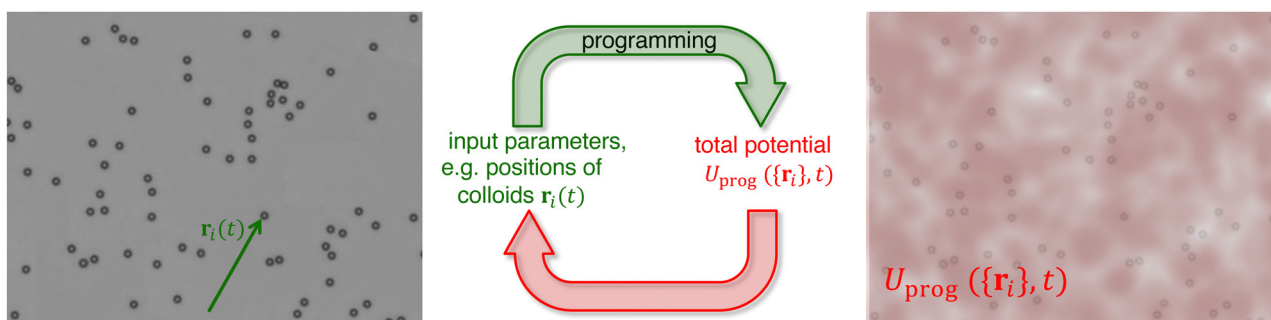 programming
input parameters,
e.g. positions of
colloids 𝐫ᵢ(t)
total potential
U_prog ({𝐫ᵢ}, t)
𝐫ᵢ(t)
U_prog ({𝐫ᵢ}, t)